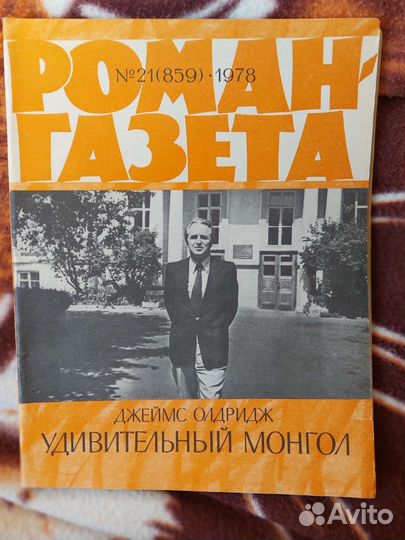 РОМАН-
№21(859)·1978
ГАЗЕТА
ДЖЕЙМС ОЛДРИДЖ
УДИВИТЕЛЬНЫЙ МОНГОЛ
Avito